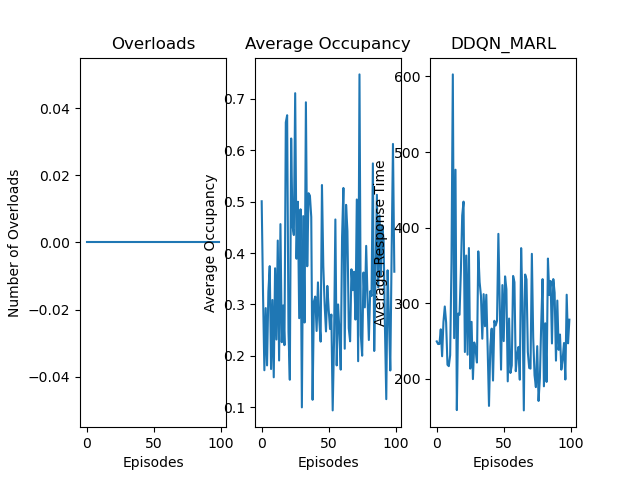 Overloads
Average Occupancy
DDQN_MARL
Number of Overloads
0.04
0.02
0.00
−0.02
−0.04
0
50
100
Episodes
Average Occupancy
0.7
0.6
0.5
0.4
0.3
0.2
0.1
0
50
100
Episodes
Average Response Time
600
500
400
300
200
0
50
100
Episodes